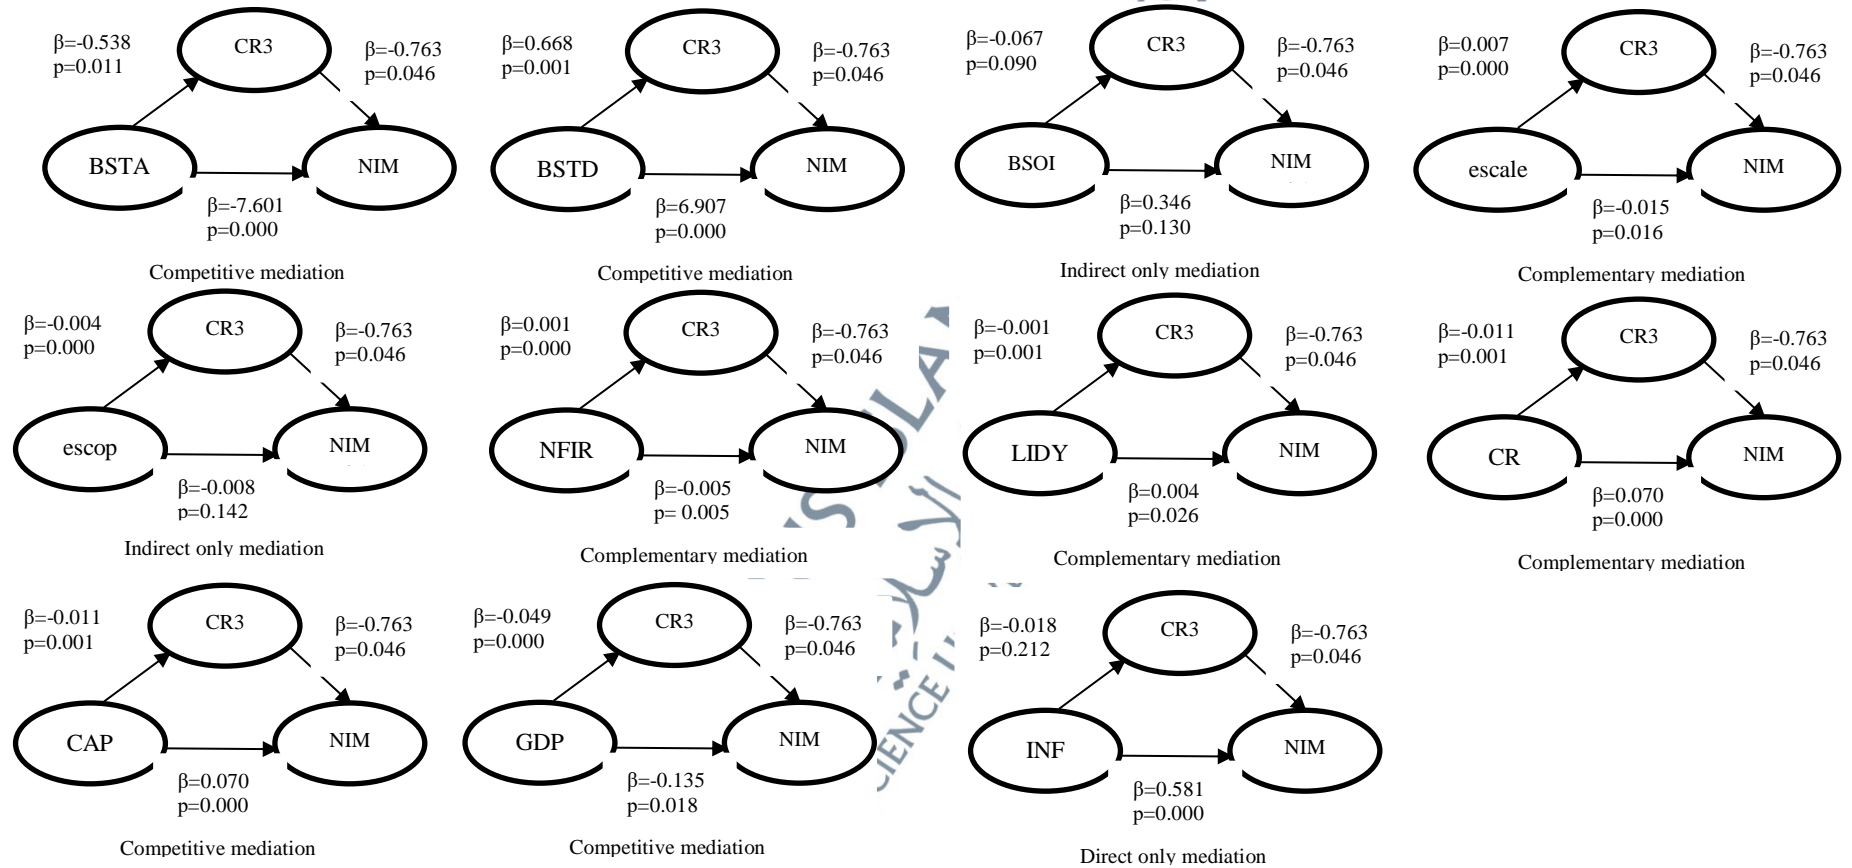 β=-0.538
p=0.011
CR3
β=-0.763
p=0.046
BSTA
NIM
β=-7.601
p=0.000
Competitive mediation
β=0.668
p=0.001
CR3
β=-0.763
p=0.046
BSTD
NIM
β=6.907
p=0.000
Competitive mediation
β=-0.067
p=0.090
CR3
β=-0.763
p=0.046
BSOI
NIM
β=0.346
p=0.130
Indirect only mediation
β=0.007
p=0.000
CR3
β=-0.763
p=0.046
escale
NIM
β=-0.015
p=0.016
Complementary mediation
β=-0.004
p=0.000
CR3
β=-0.763
p=0.046
escop
NIM
β=-0.008
p=0.142
Indirect only mediation
β=0.001
p=0.000
CR3
β=-0.763
p=0.046
NFIR
NIM
β=-0.005
p= 0.005
Complementary mediation
β=-0.001
p=0.001
CR3
β=-0.763
p=0.046
LIDY
NIM
β=0.004
p=0.026
Complementary mediation
β=-0.011
p=0.001
CR3
β=-0.763
p=0.046
CR
NIM
β=0.070
p=0.000
Complementary mediation
β=-0.011
p=0.001
CR3
β=-0.763
p=0.046
CAP
NIM
β=0.070
p=0.000
Competitive mediation
β=-0.049
p=0.000
CR3
β=-0.763
p=0.046
GDP
NIM
β=-0.135
p=0.018
Competitive mediation
β=-0.018
p=0.212
CR3
β=-0.763
p=0.046
INF
NIM
β=0.581
p=0.000
Direct only mediation